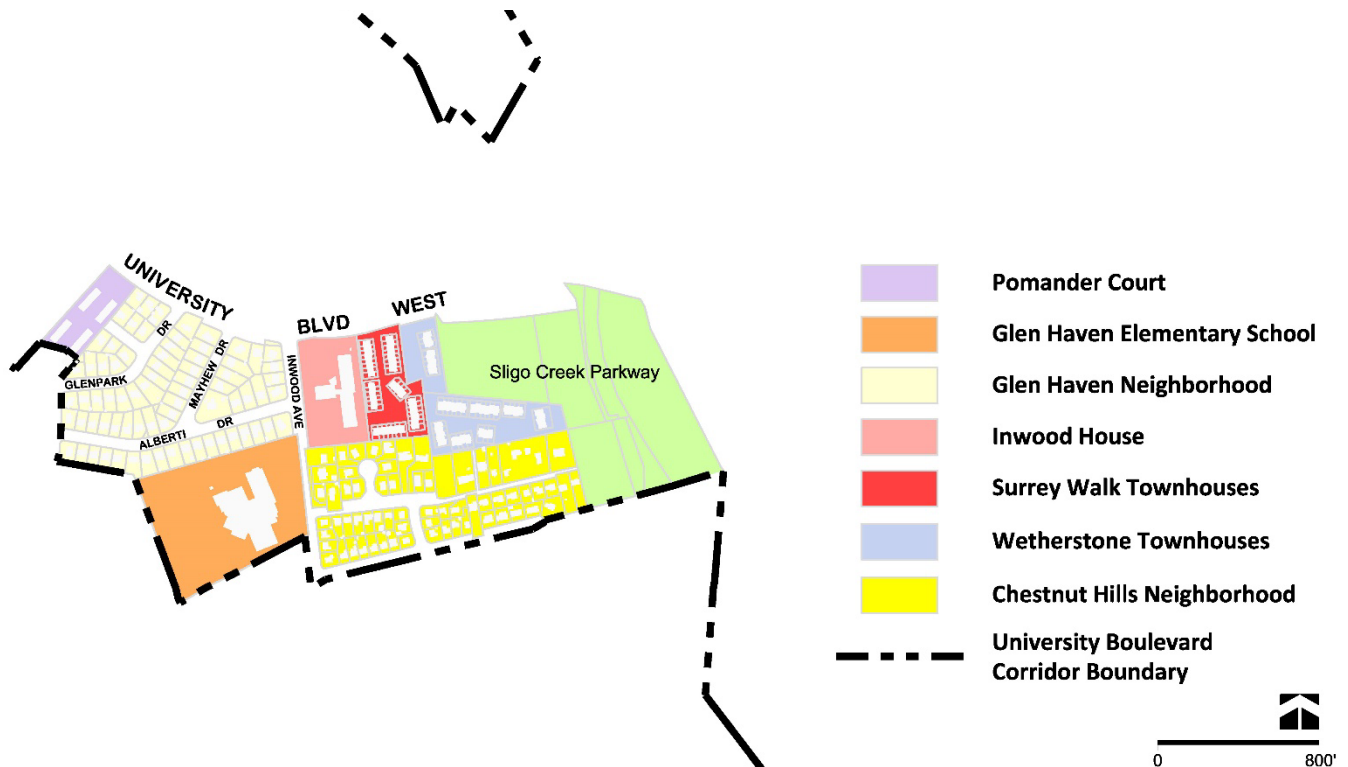 UNIVERSITY
BLVD
WEST
DR
MAYHEW DR
INWOOD AVE
GLENPARK
ALBERTI DR
Sligo Creek Parkway
Pomander Court
Glen Haven Elementary School
Glen Haven Neighborhood
Inwood House
Surrey Walk Townhouses
Wetherstone Townhouses
Chestnut Hills Neighborhood
University Boulevard
Corridor Boundary
0 800'